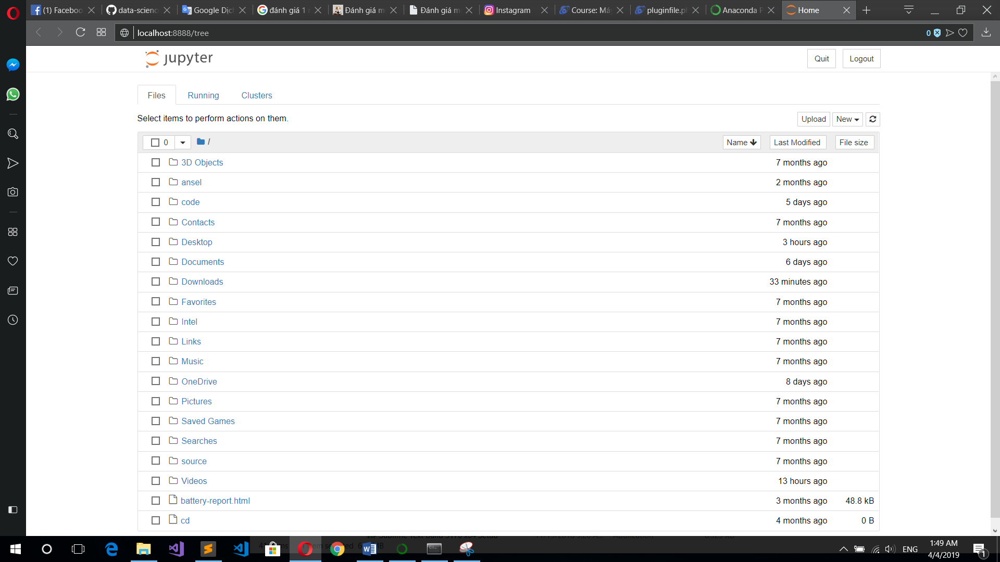 (1) Faceboo
data-scienc
Google Dịc
đánh giá 1
Đánh giá m
Đánh giá m
Instagram
Course: Má
pluginfile.p
Anaconda
Home
localhost:8888/tree
0
jupyter
Quit
Logout
Files
Running
Clusters
Select items to perform actions on them.
Upload
New
0
/
Name
Last Modified
File size
3D Objects 7 months ago
ansel 2 months ago
code 5 days ago
Contacts 7 months ago
Desktop 3 hours ago
Documents 6 days ago
Downloads 33 minutes ago
Favorites 7 months ago
Intel 7 months ago
Links 7 months ago
Music 7 months ago
OneDrive 8 days ago
Pictures 7 months ago
Saved Games 7 months ago
Searches 7 months ago
source 7 months ago
Videos 13 hours ago
battery-report.html 3 months ago 48.8 kB
cd 4 months ago 0 B
ENG
1:49 AM
4/4/2019
1